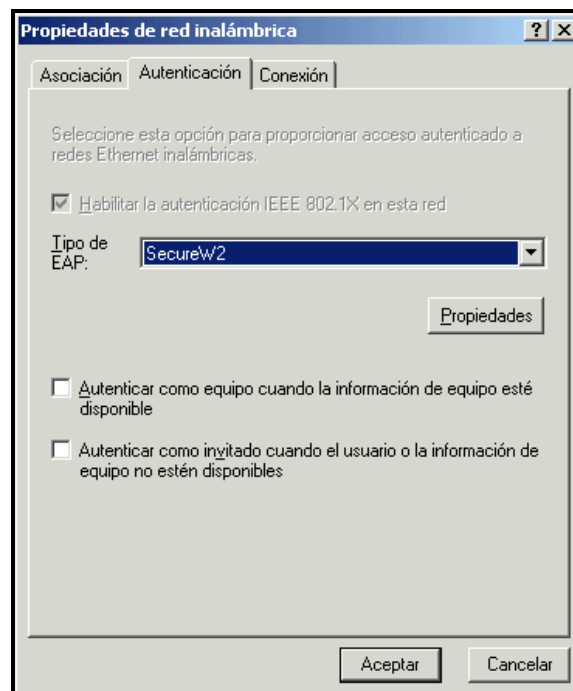 Propiedades de red inalámbrica
Asociación Autenticación Conexión
Seleccione esta opción para proporcionar acceso autenticado a
redes Ethernet inalámbricas.
Habilitar la autenticación IEEE 802.1X en esta red
Tipo de
EAP:
SecureW2
Propiedades
Autenticar como equipo cuando la información de equipo esté
disponible
Autenticar como invitado cuando el usuario o la información de
equipo no estén disponibles
Aceptar Cancelar